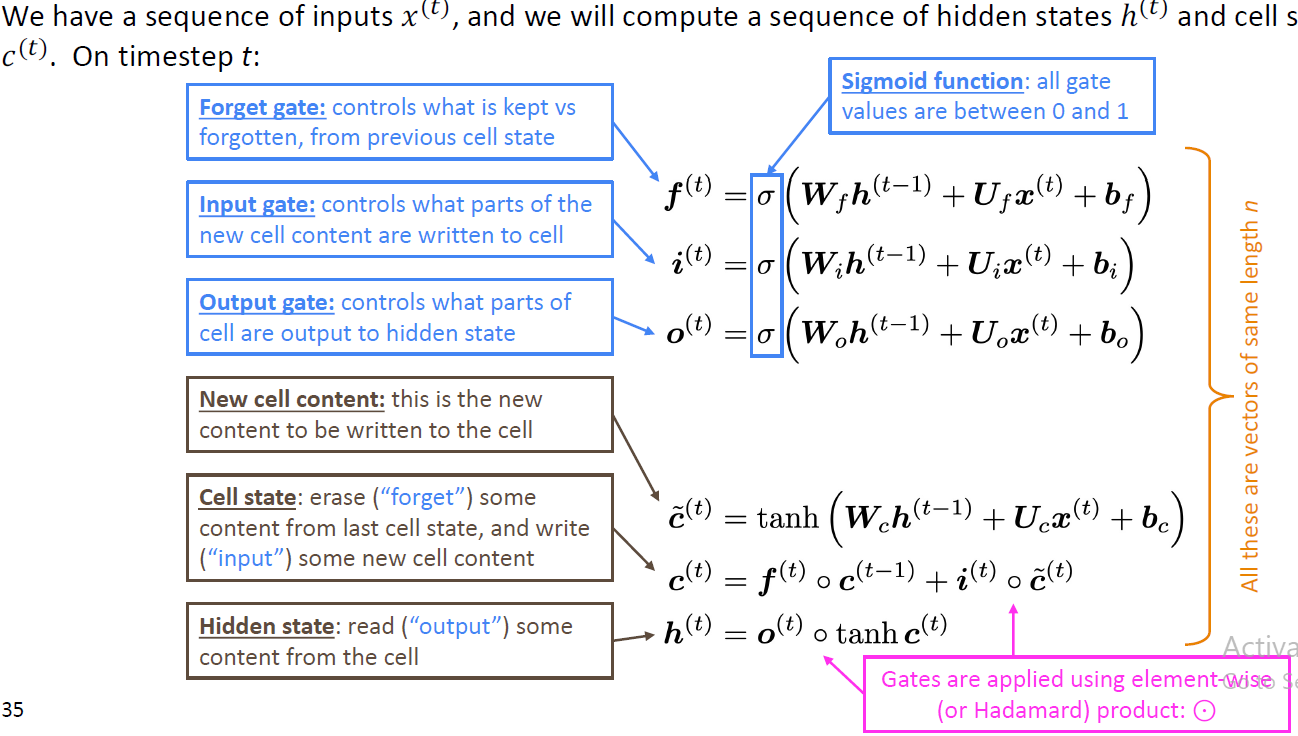 We have a sequence of inputs x^(t), and we will compute a sequence of hidden states h^(t) and cell s
c^(t). On timestep t:
Sigmoid function: all gate
values are between 0 and 1
Forget gate: controls what is kept vs
forgotten, from previous cell state
f^(t) = σ(W_f h^(t−1) + U_f x^(t) + b_f)
Input gate: controls what parts of the
new cell content are written to cell
i^(t) = σ(W_i h^(t−1) + U_i x^(t) + b_i)
Output gate: controls what parts of
cell are output to hidden state
o^(t) = σ(W_o h^(t−1) + U_o x^(t) + b_o)
New cell content: this is the new
content to be written to the cell
c̃^(t) = tanh(W_c h^(t−1) + U_c x^(t) + b_c)
Cell state: erase (“forget”) some
content from last cell state, and write
(“input”) some new cell content
c^(t) = f^(t) ∘ c^(t−1) + i^(t) ∘ c̃^(t)
Hidden state: read (“output”) some
content from the cell
h^(t) = o^(t) ∘ tanh c^(t)
All these are vectors of same length n
Gates are applied using element-wise
(or Hadamard) product: ⊙
Activa
Go to Se
35